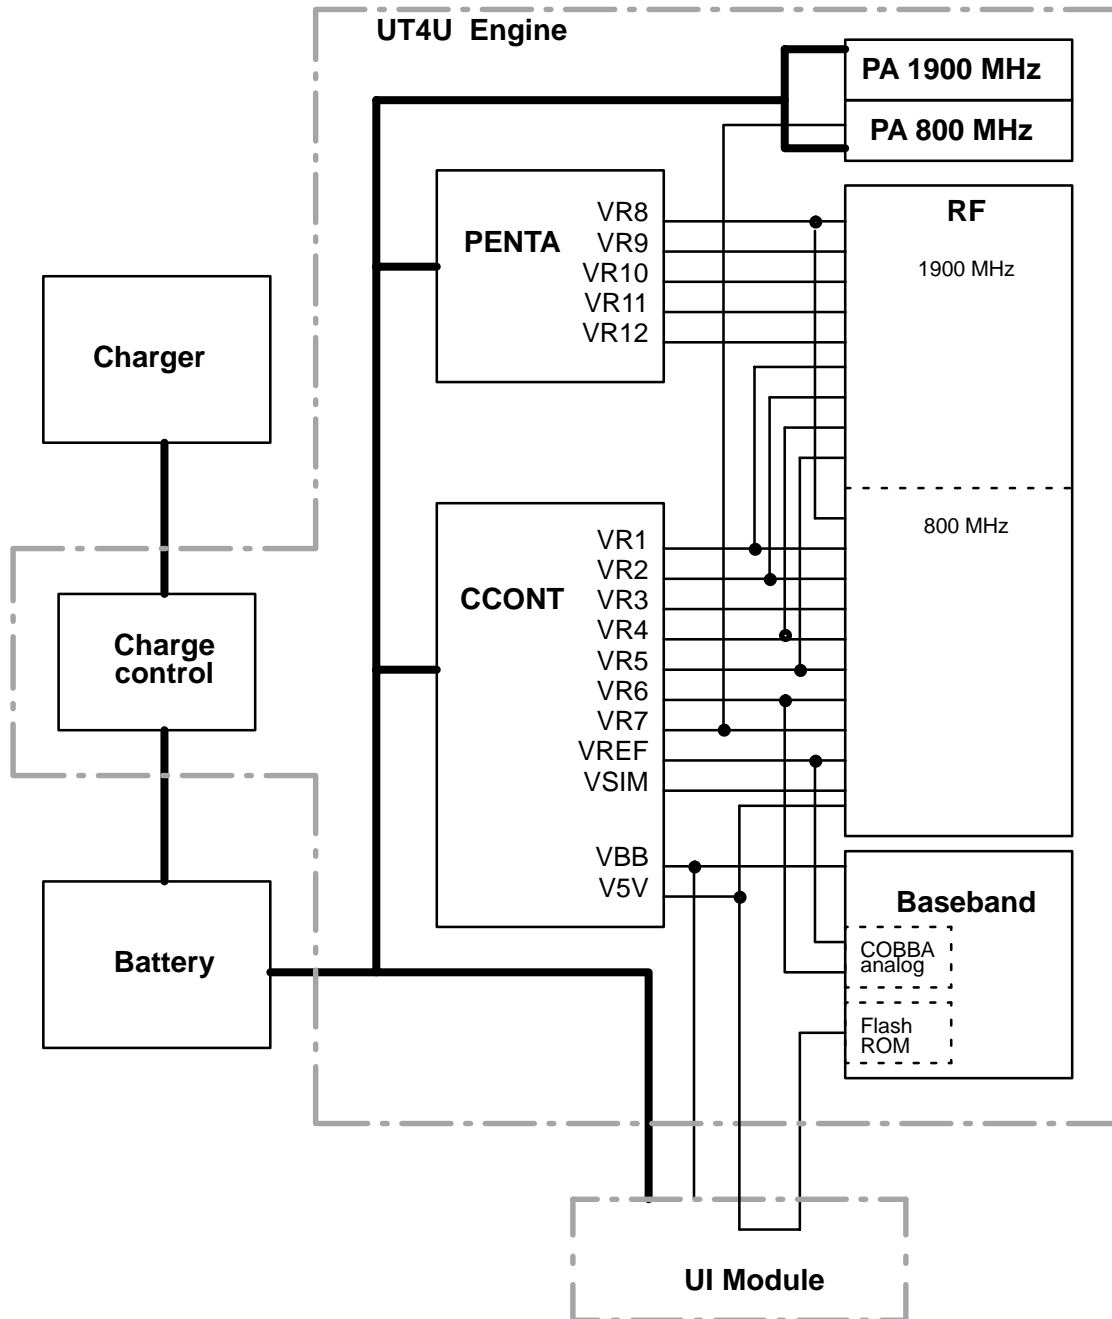 UT4U Engine
PA 1900 MHz
PA 800 MHz
PENTA
VR8
VR9
VR10
VR11
VR12
RF
1900 MHz
800 MHz
Charger
Charge
control
Battery
CCONT
VR1
VR2
VR3
VR4
VR5
VR6
VR7
VREF
VSIM
VBB
V5V
Baseband
COBBA
analog
Flash
ROM
UI Module